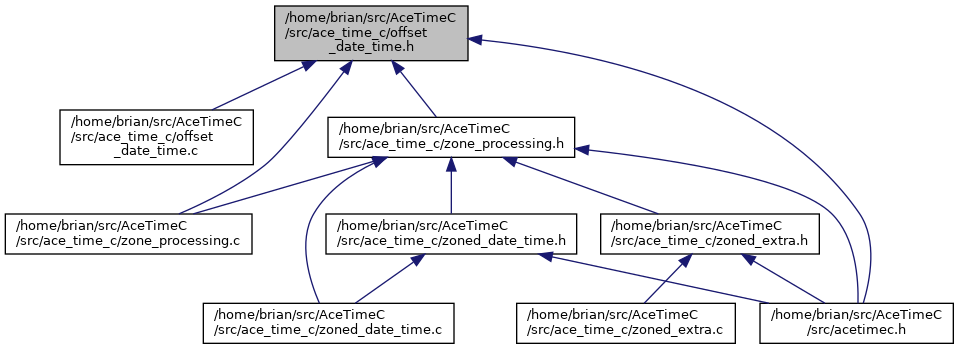 /home/brian/src/AceTimeC
/src/ace_time_c/offset
_date_time.h
/home/brian/src/AceTimeC
/src/ace_time_c/offset
_date_time.c
/home/brian/src/AceTimeC
/src/ace_time_c/zone_processing.h
/home/brian/src/AceTimeC
/src/ace_time_c/zone_processing.c
/home/brian/src/AceTimeC
/src/ace_time_c/zoned_date_time.h
/home/brian/src/AceTimeC
/src/ace_time_c/zoned_extra.h
/home/brian/src/AceTimeC
/src/ace_time_c/zoned_date_time.c
/home/brian/src/AceTimeC
/src/ace_time_c/zoned_extra.c
/home/brian/src/AceTimeC
/src/acetimec.h